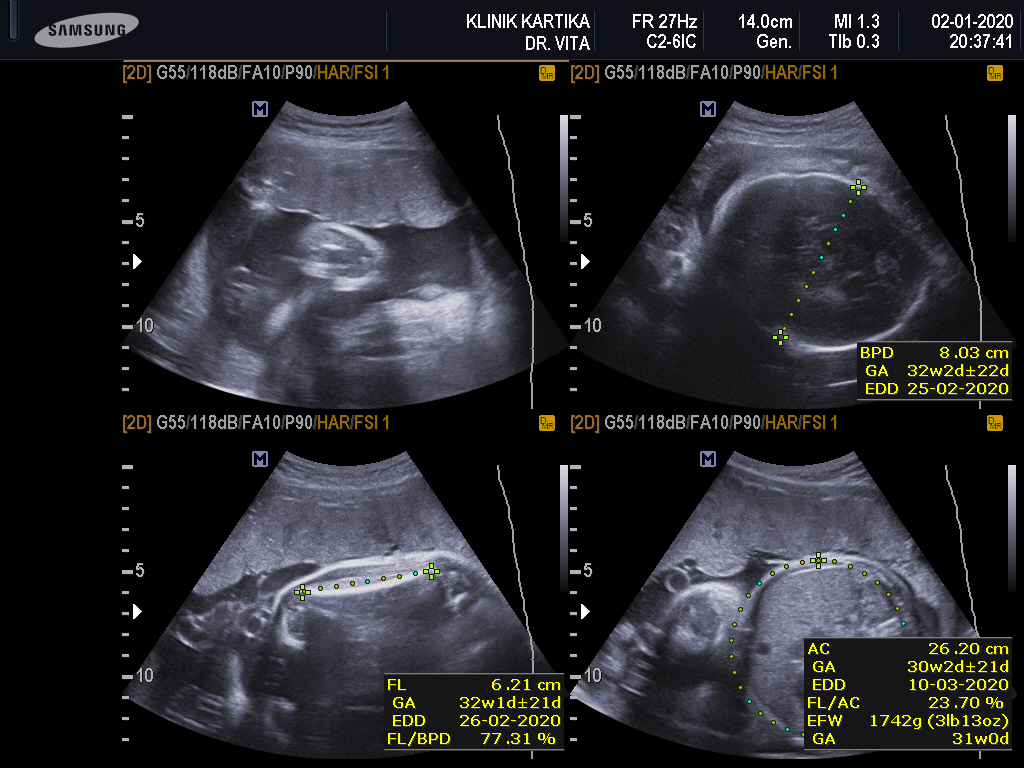 SAMSUNG
KLINIK KARTIKA
DR. VITA
FR 27Hz
C2-6IC
14.0cm
Gen.
MI 1.3
TIb 0.3
02-01-2020
20:37:41
[2D] G55/118dB/FA10/P90/HAR/FSI 1
M
5
10
[2D] G55/118dB/FA10/P90/HAR/FSI 1
M
5
10
BPD 8.03 cm
GA 32w2d±22d
EDD 25-02-2020
[2D] G55/118dB/FA10/P90/HAR/FSI 1
M
5
10
FL 6.21 cm
GA 32w1d±21d
EDD 26-02-2020
FL/BPD 77.31 %
[2D] G55/118dB/FA10/P90/HAR/FSI 1
M
5
10
AC 26.20 cm
GA 30w2d±21d
EDD 10-03-2020
FL/AC 23.70 %
EFW 1742g (3lb13oz)
GA 31w0d